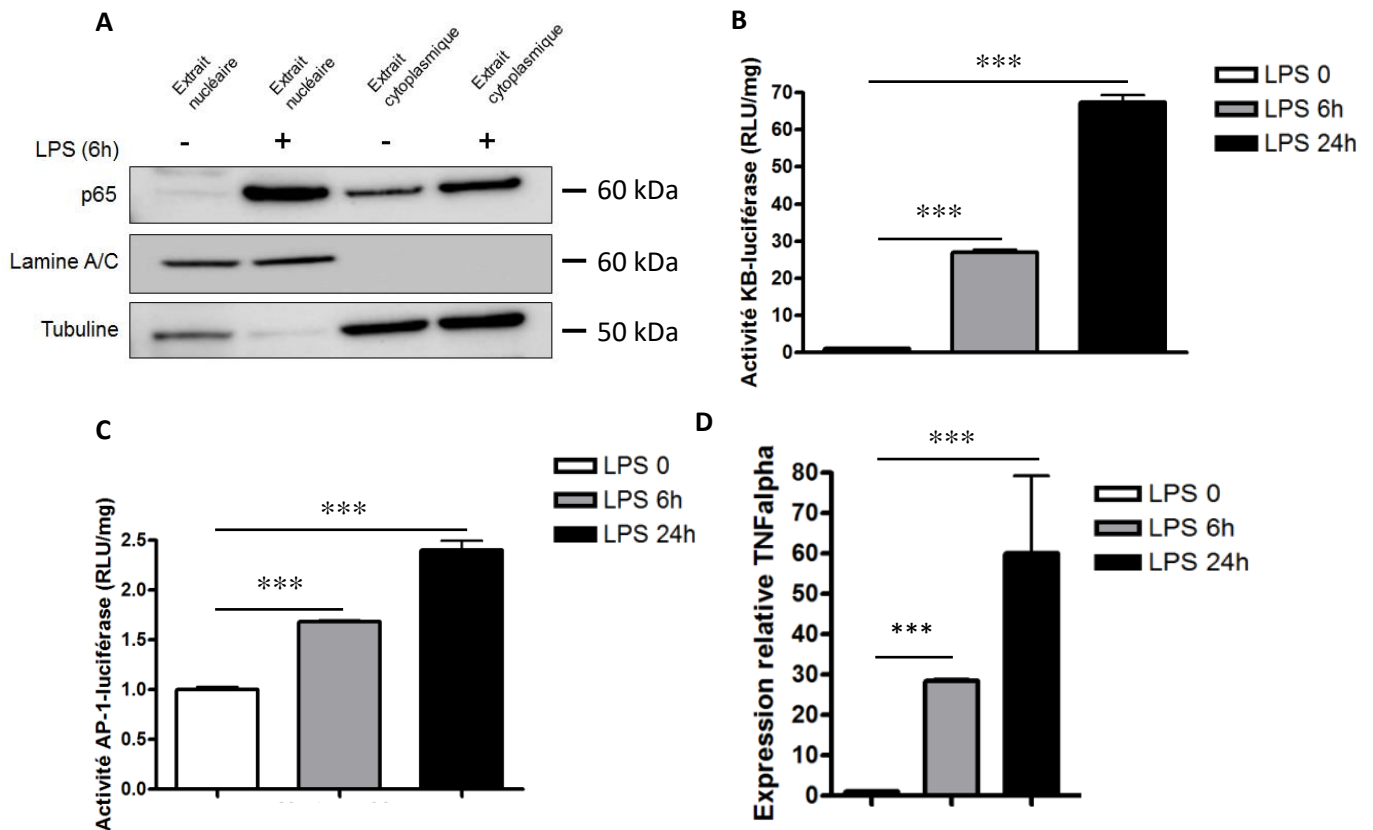 A
Extrait
nucléaire
Extrait
nucléaire
Extrait
cytoplasmique
Extrait
cytoplasmique
LPS (6h)
- + - +
p65
60 kDa
Lamine A/C
60 kDa
Tubuline
50 kDa
B
Activité KB-luciférase (RLU/mg)
70
60
50
40
30
20
10
0
***
***
LPS 0
LPS 6h
LPS 24h
C
Activité AP-1-luciférase (RLU/mg)
2.5
2.0
1.5
1.0
0.5
0.0
***
***
LPS 0
LPS 6h
LPS 24h
D
Expression relative TNFalpha
80
70
60
50
40
30
20
10
0
***
***
LPS 0
LPS 6h
LPS 24h